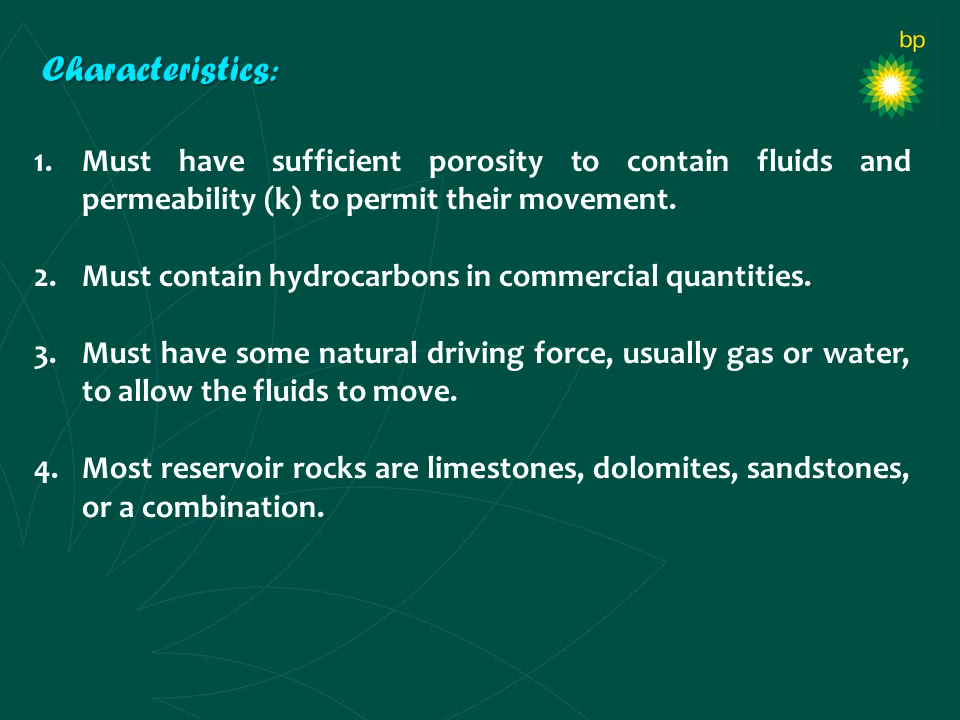 bp
Characteristics:
1. Must have sufficient porosity to contain fluids and
permeability (k) to permit their movement.
2. Must contain hydrocarbons in commercial quantities.
3. Must have some natural driving force, usually gas or water,
to allow the fluids to move.
4. Most reservoir rocks are limestones, dolomites, sandstones,
or a combination.